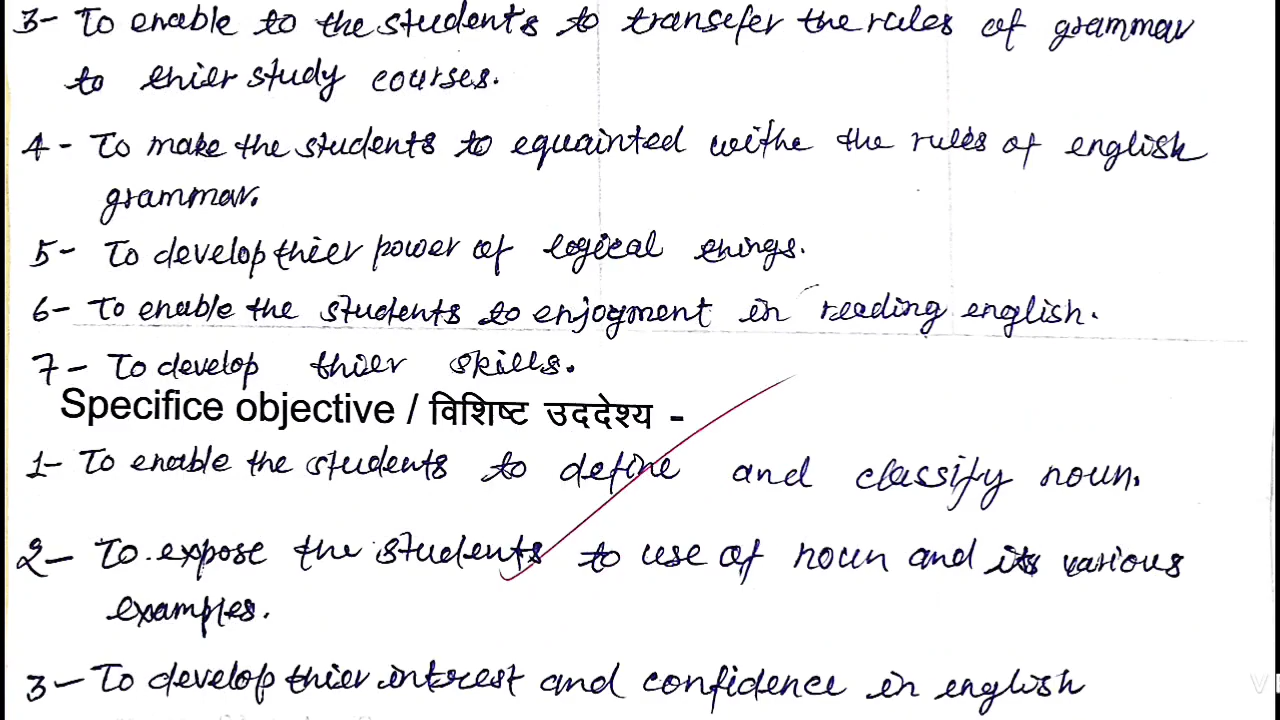 3- To enable to the students to transfer the rules of grammar
to thier study courses.
4- To make the students to equainted withe the rules of english
grammar.
5- To develop thier power of logical things.
6- To enable the students to enjoyment in reading english.
7- To develop thier skills.
Specifice objective / विशिष्ट उददेश्य -
1- To enable the students to define and classify noun.
2- To expose the students to use of noun and its various
examples.
3- To develop thier interest and confidence in english